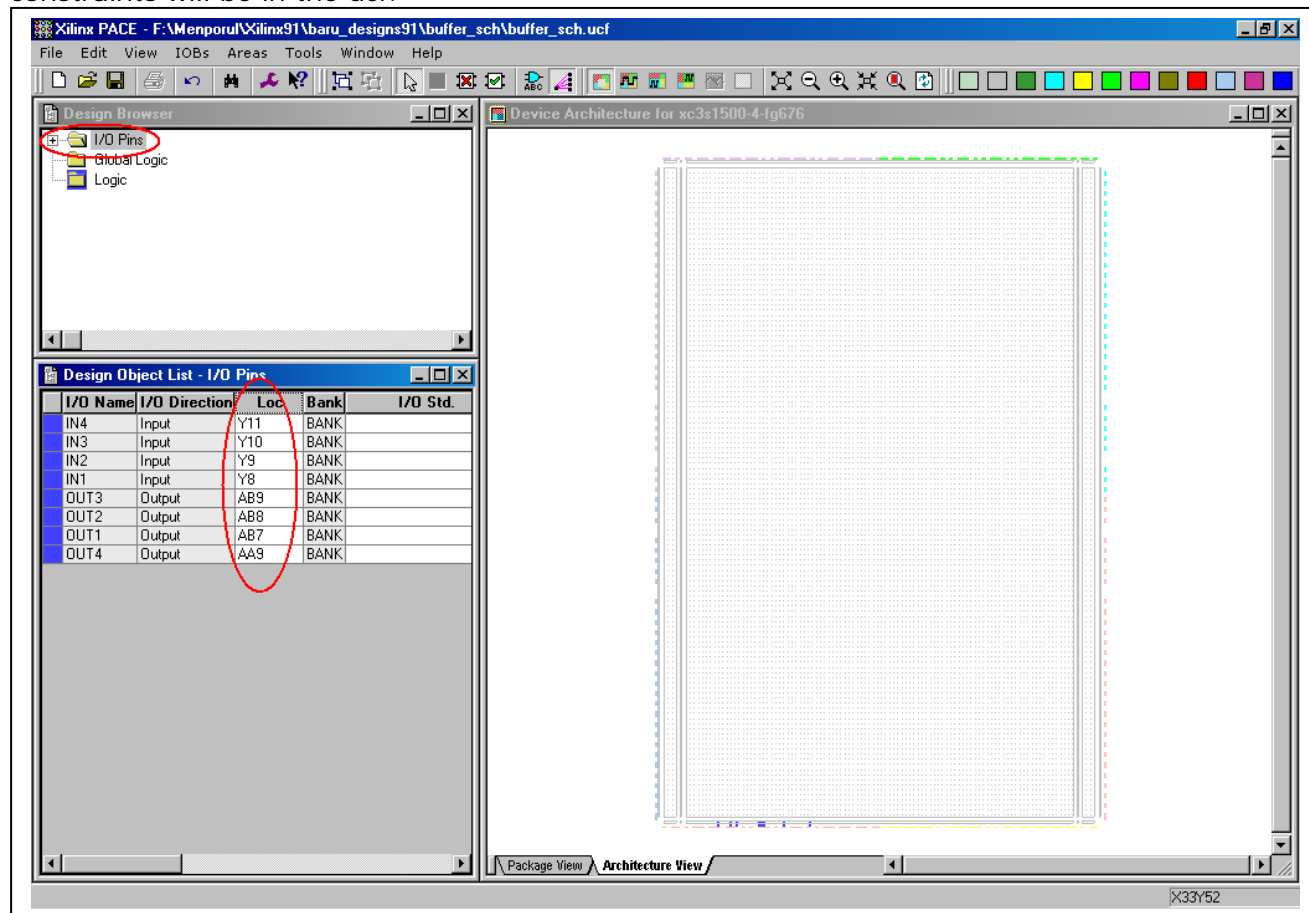 Xilinx PACE - F:\Menporul\Xilinx91\baru_designs91\buffer_sch\buffer_sch.ucf
File Edit View IOBs Areas Tools Window Help
ABC
Design Browser
I/O Pins
Global Logic
Logic
Design Object List - I/O Pins
I/O Name I/O Direction Loc Bank I/O Std.
IN4 Input Y11 BANK
IN3 Input Y10 BANK
IN2 Input Y9 BANK
IN1 Input Y8 BANK
OUT3 Output AB9 BANK
OUT2 Output AB8 BANK
OUT1 Output AB7 BANK
OUT4 Output AA9 BANK
Device Architecture for xc3s1500-4-fg676
Package View Architecture View
X33Y52